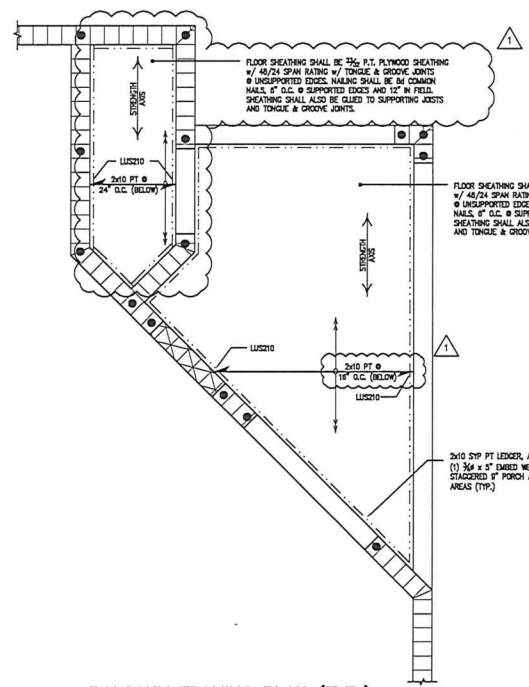 1
FLOOR SHEATHING SHALL BE 23/32 P.T. PLYWOOD SHEATHING
w/ 48/24 SPAN RATING w/ TONGUE & GROOVE JOINTS
@ UNSUPPORTED EDGES. NAILING SHALL BE 8d COMMON
NAILS, 6" O.C. @ SUPPORTED EDGES AND 12" IN FIELD.
SHEATHING SHALL ALSO BE GLUED TO SUPPORTING JOISTS
AND TONGUE & GROOVE JOINTS.
STRENGTH
AXIS
LUS210
2x10 PT @
24" O.C. (BELOW)
FLOOR SHEATHING SHA
w/ 48/24 SPAN RATIN
@ UNSUPPORTED EDGE
NAILS, 6" O.C. @ SUPP
SHEATHING SHALL ALS
AND TONGUE & GROOV
STRENGTH
AXIS
LUS210
2x10 PT @
16" O.C. (BELOW)
LUS210
1
2x10 SYP PT LEDGER, A
x 5" EMBED WE
STAGGERED 9" PORCH
AREAS (TYP.)